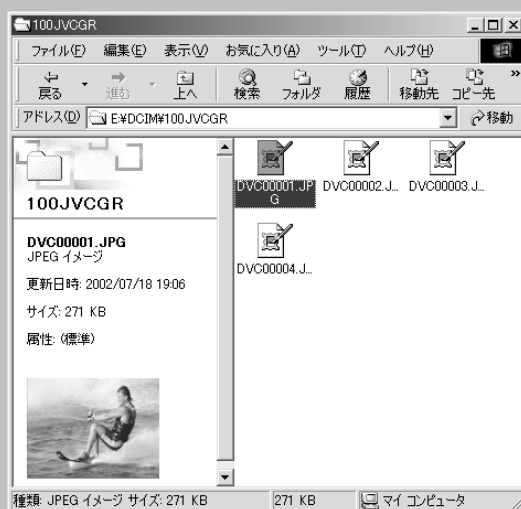 100JVCGR
ファイル(F) 編集(E) 表示(V) お気に入り(A) ツール(T) ヘルプ(H)
戻る 進む 上へ 検索 フォルダ 履歴 移動先 コピー先 »
アドレス(D) E:¥DCIM¥100JVCGR 移動
100JVCGR
DVC00001.JPG
JPEG イメージ
更新日時: 2002/07/18 19:06
サイズ: 271 KB
属性: (標準)
DVC00001.JP
G
DVC00002.J...
DVC00003.J...
DVC00004.J...
種類: JPEG イメージ サイズ: 271 KB 271 KB マイ コンピュータ